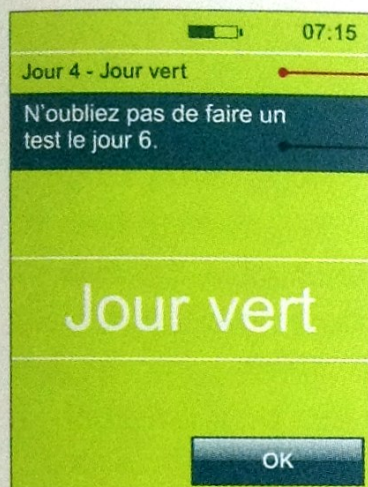 07:15
Jour 4 - Jour vert
N'oubliez pas de faire un
test le jour 6.
Jour vert
OK